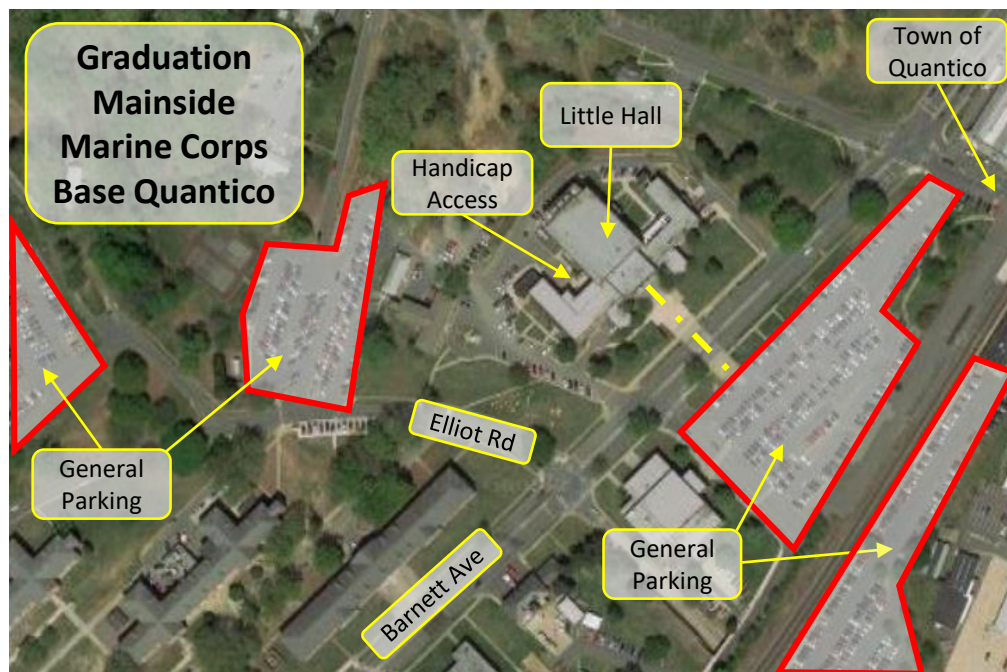 Graduation
Mainside
Marine Corps
Base Quantico
Town of
Quantico
Little Hall
Handicap
Access
Elliot Rd
General
Parking
General
Parking
Barnett Ave